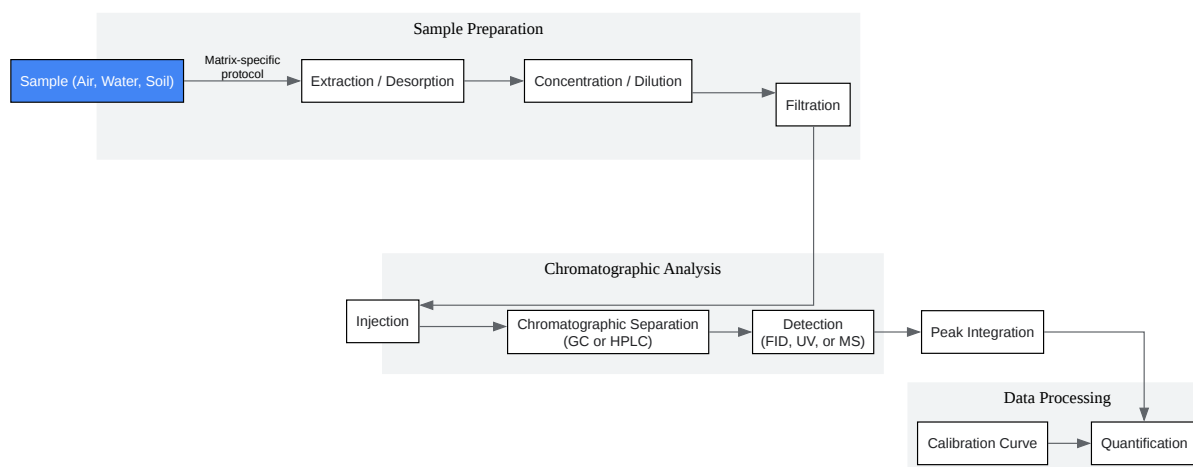 Sample Preparation
Sample (Air, Water, Soil)
Matrix-specific
protocol
Extraction / Desorption
Concentration / Dilution
Filtration
Chromatographic Analysis
Injection
Chromatographic Separation
(GC or HPLC)
Detection
(FID, UV, or MS)
Peak Integration
Data Processing
Calibration Curve
Quantification